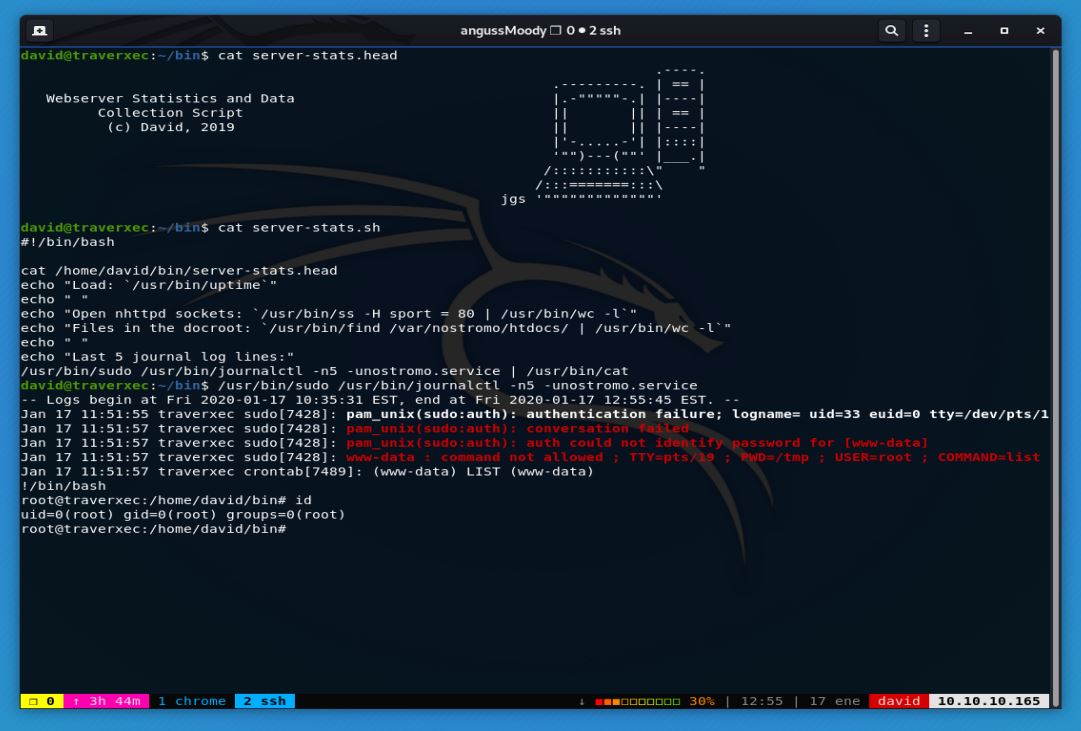 angussMoody ❐ 0 ● 2 ssh
david@traverxec:~/bin$ cat server-stats.head
                                                                          .----.
                                                              .---------. | == |
   Webserver Statistics and Data                              |.-"""""-.| |----|
         Collection Script                                    ||       || | == |
          (c) David, 2019                                     ||       || |----|
                                                              |'-.....-'| |::::|
                                                              '"")---(""' |___.|
                                                             /:::::::::::\"    "
                                                            /:::=======:::\
                                                        jgs '"""""""""""""'
david@traverxec:~/bin$ cat server-stats.sh
#!/bin/bash
cat /home/david/bin/server-stats.head
echo "Load: `/usr/bin/uptime`"
echo " "
echo "Open nhttpd sockets: `/usr/bin/ss -H sport = 80 | /usr/bin/wc -l`"
echo "Files in the docroot: `/usr/bin/find /var/nostromo/htdocs/ | /usr/bin/wc -l`"
echo " "
echo "Last 5 journal log lines:"
/usr/bin/sudo /usr/bin/journalctl -n5 -unostromo.service | /usr/bin/cat
david@traverxec:~/bin$ /usr/bin/sudo /usr/bin/journalctl -n5 -unostromo.service
-- Logs begin at Fri 2020-01-17 10:35:31 EST, end at Fri 2020-01-17 12:55:45 EST. --
Jan 17 11:51:55 traverxec sudo[7428]: pam_unix(sudo:auth): authentication failure; logname= uid=33 euid=0 tty=/dev/pts/1
Jan 17 11:51:57 traverxec sudo[7428]: pam_unix(sudo:auth): conversation failed
Jan 17 11:51:57 traverxec sudo[7428]: pam_unix(sudo:auth): auth could not identify password for [www-data]
Jan 17 11:51:57 traverxec sudo[7428]: www-data : command not allowed ; TTY=pts/19 ; PWD=/tmp ; USER=root ; COMMAND=list
Jan 17 11:51:57 traverxec crontab[7489]: (www-data) LIST (www-data)
!/bin/bash
root@traverxec:/home/david/bin# id
uid=0(root) gid=0(root) groups=0(root)
root@traverxec:/home/david/bin#
❐ 0 ↑ 3h 44m 1 chrome 2 ssh ↓ 30% | 12:55 | 17 ene david 10.10.10.165